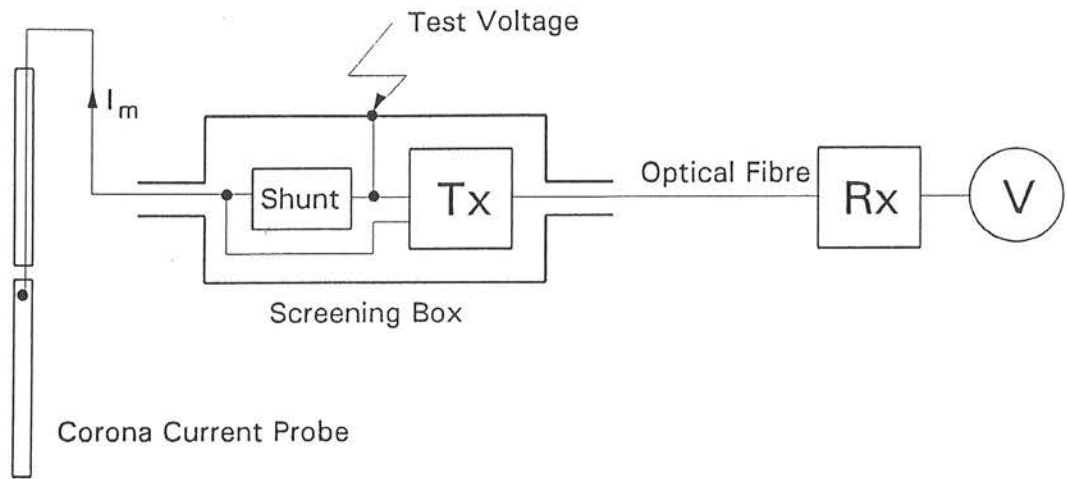 Test Voltage
I_m
Shunt
Tx
Optical Fibre
Rx
V
Screening Box
Corona Current Probe